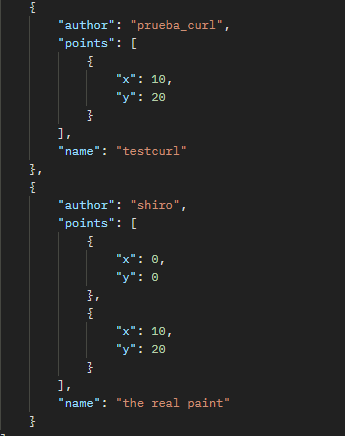 {
"author": "prueba_curl",
"points": [
{
"x": 10,
"y": 20
}
],
"name": "testcurl"
},
{
"author": "shiro",
"points": [
{
"x": 0,
"y": 0
},
{
"x": 10,
"y": 20
}
],
"name": "the real paint"
}